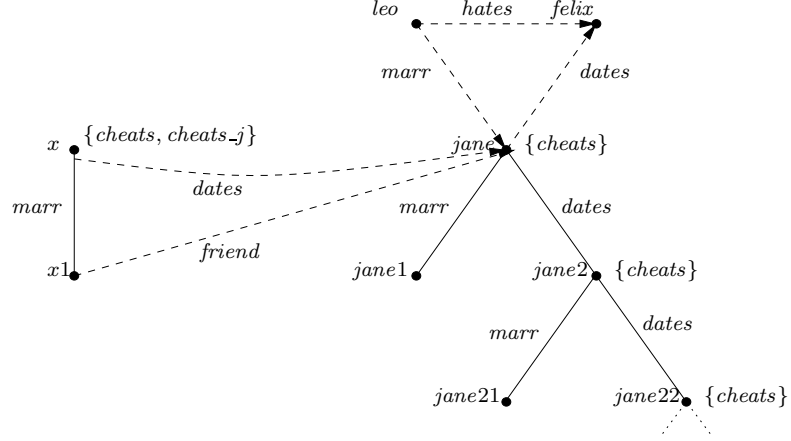 leo hates felix
marr dates
x {cheats, cheats_j} jane {cheats}
dates
marr marr dates
friend
x1 jane1 jane2 {cheats}
marr dates
jane21 jane22 {cheats}